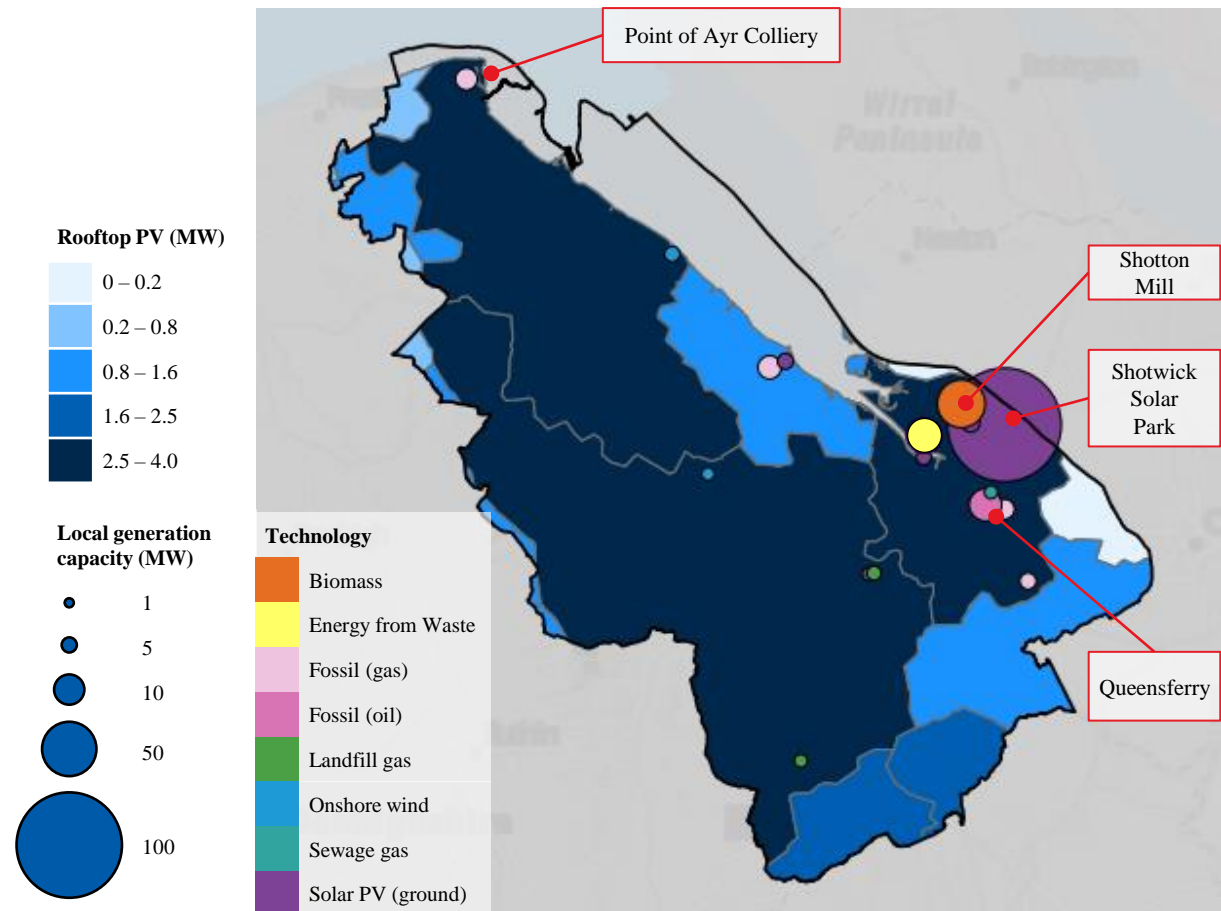 Point of Ayr Colliery
Wirral
Peninsula
Neston
Shotton
Mill
Shotwick
Solar
Park
Queensferry
Rooftop PV (MW)
0 – 0.2
0.2 – 0.8
0.8 – 1.6
1.6 – 2.5
2.5 – 4.0
Local generation
capacity (MW)
1
5
10
50
100
Technology
Biomass
Energy from Waste
Fossil (gas)
Fossil (oil)
Landfill gas
Onshore wind
Sewage gas
Solar PV (ground)